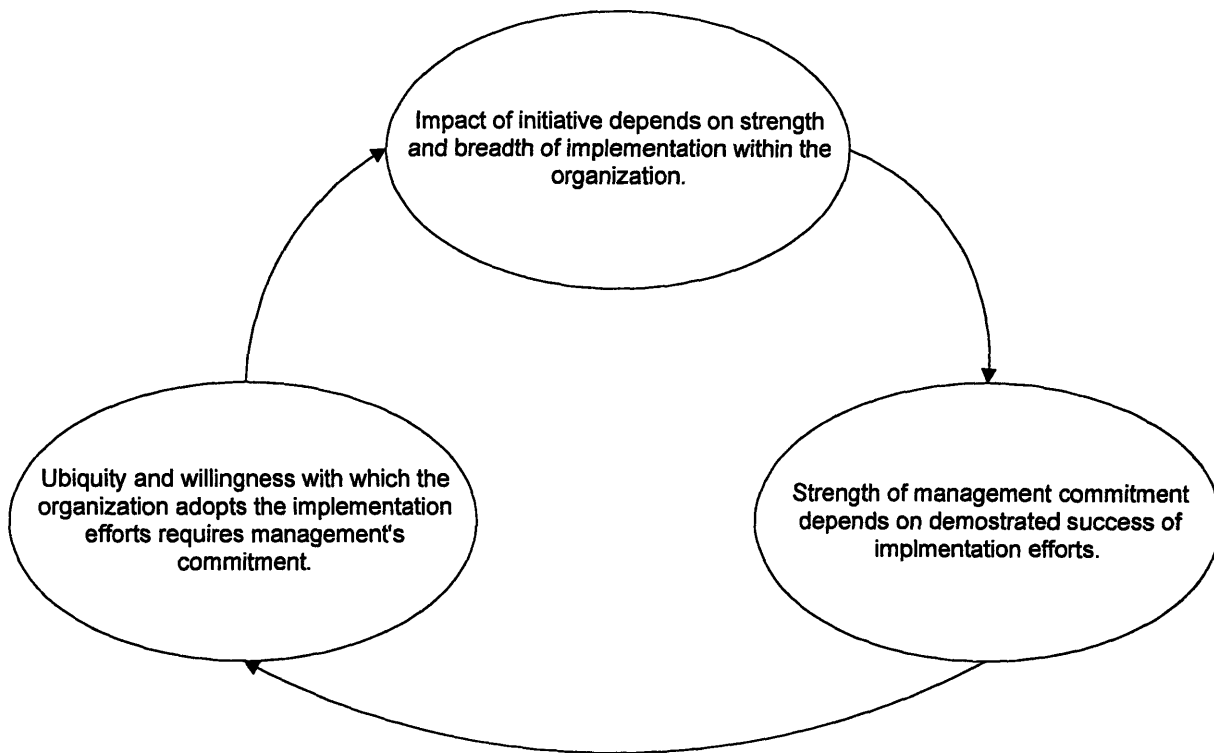 Impact of initiative depends on strength
and breadth of implementation within the
organization.
Ubiquity and willingness with which the
organization adopts the implementation
efforts requires management's
commitment.
Strength of management commitment
depends on demostrated success of
implmentation efforts.